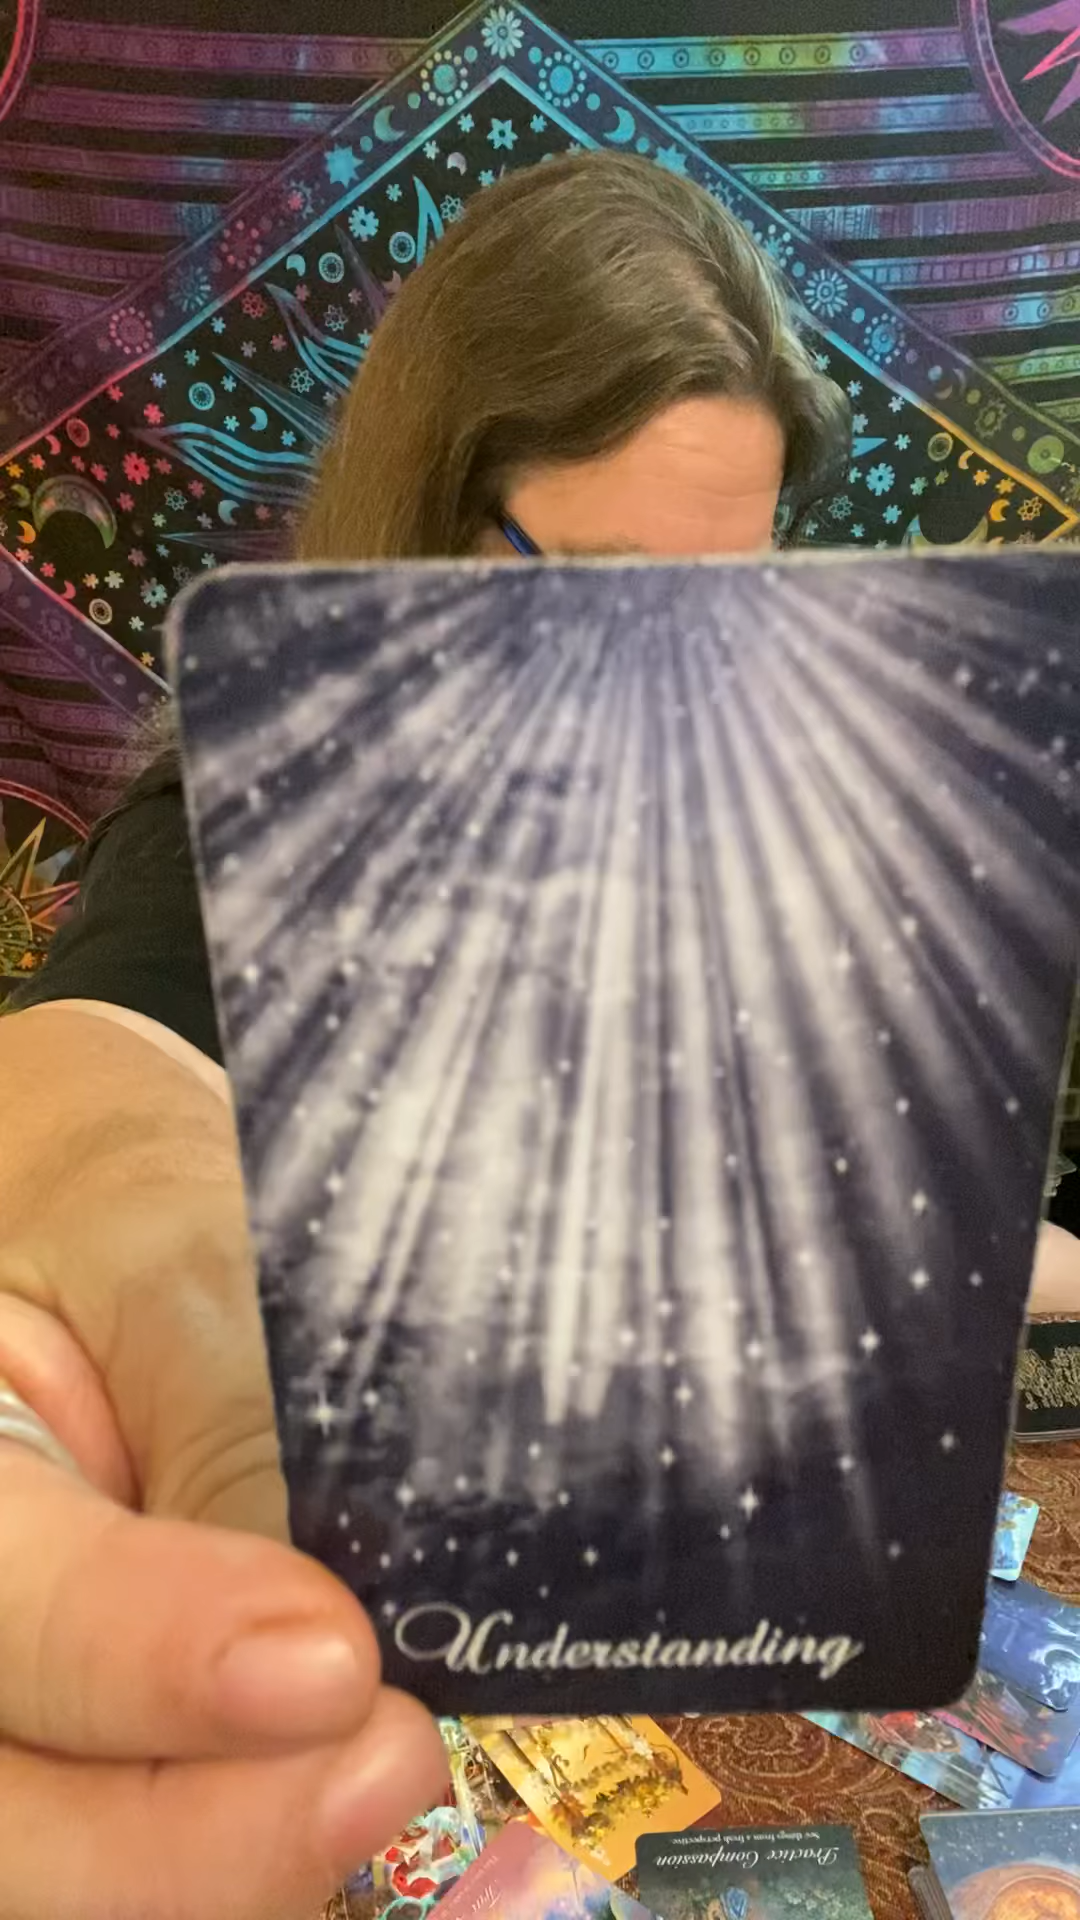 Understanding
Practice Compassion
See things from a fresh perspective.